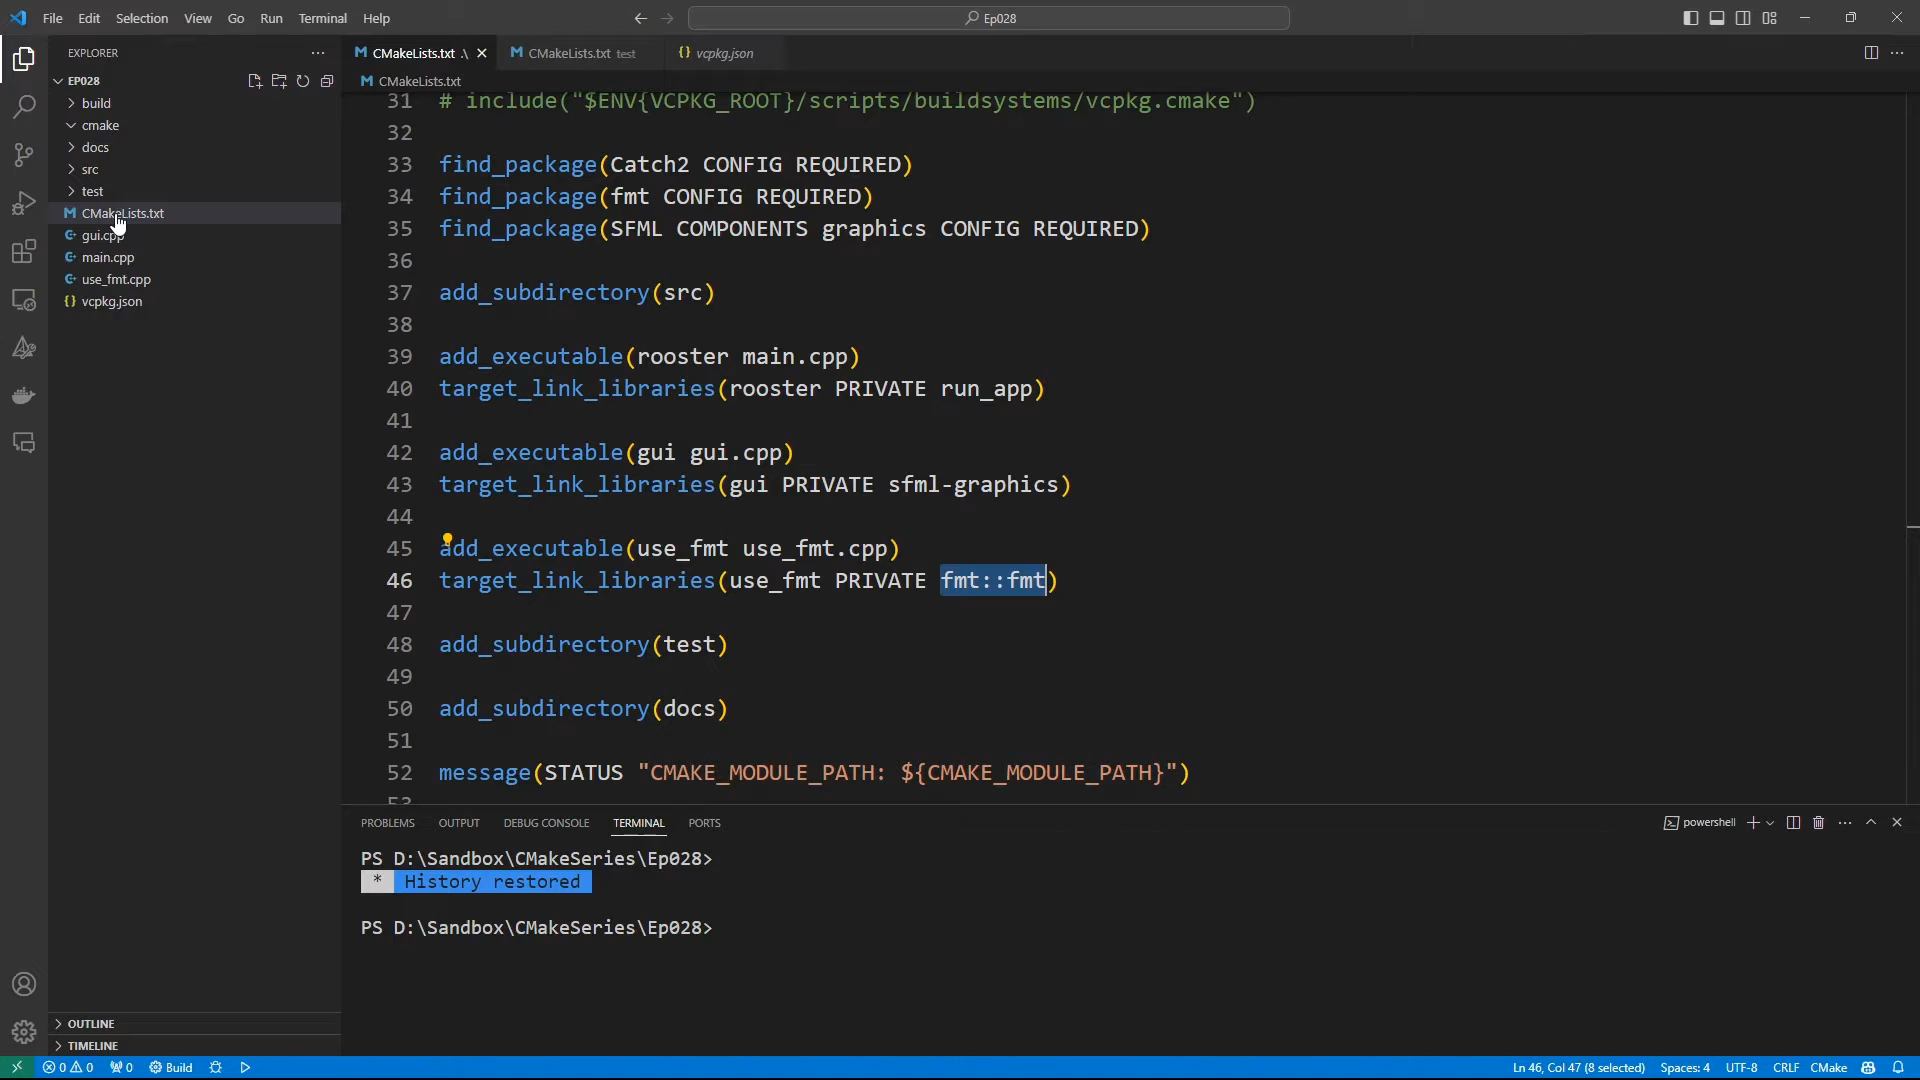 File Edit Selection View Go Run Terminal Help
Ep028
EXPLORER
EP028
build
cmake
docs
src
test
CMakeLists.txt
gui.cpp
main.cpp
use_fmt.cpp
vcpkg.json
OUTLINE
TIMELINE
CMakeLists.txt .\
CMakeLists.txt test
vcpkg.json
CMakeLists.txt
31 # include("$ENV{VCPKG_ROOT}/scripts/buildsystems/vcpkg.cmake")
32
33 find_package(Catch2 CONFIG REQUIRED)
34 find_package(fmt CONFIG REQUIRED)
35 find_package(SFML COMPONENTS graphics CONFIG REQUIRED)
36
37 add_subdirectory(src)
38
39 add_executable(rooster main.cpp)
40 target_link_libraries(rooster PRIVATE run_app)
41
42 add_executable(gui gui.cpp)
43 target_link_libraries(gui PRIVATE sfml-graphics)
44
45 add_executable(use_fmt use_fmt.cpp)
46 target_link_libraries(use_fmt PRIVATE fmt::fmt)
47
48 add_subdirectory(test)
49
50 add_subdirectory(docs)
51
52 message(STATUS "CMAKE_MODULE_PATH: ${CMAKE_MODULE_PATH}")
53
PROBLEMS OUTPUT DEBUG CONSOLE TERMINAL PORTS
powershell
PS D:\Sandbox\CMakeSeries\Ep028>
* History restored
PS D:\Sandbox\CMakeSeries\Ep028>
0 0 0 Build
Ln 46, Col 47 (8 selected) Spaces: 4 UTF-8 CRLF CMake